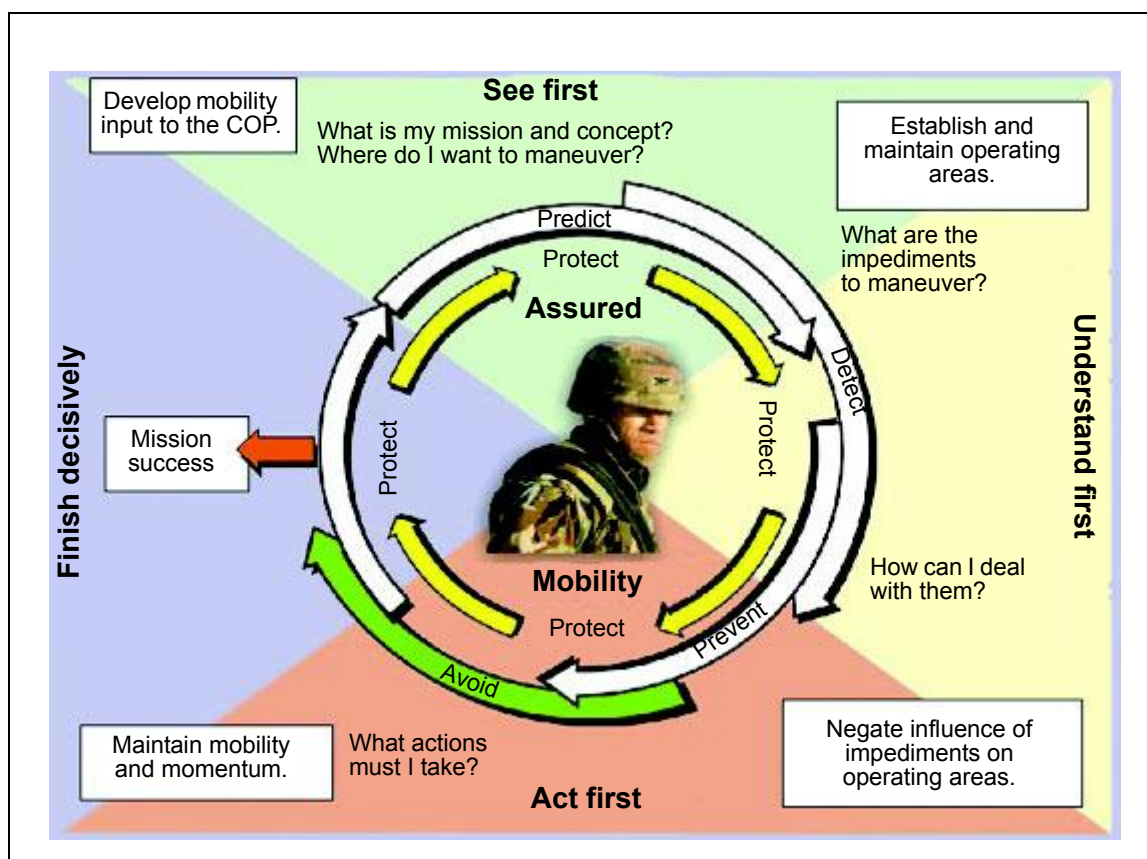 See first
Develop mobility
input to the COP.
What is my mission and concept?
Where do I want to maneuver?
Establish and
maintain operating
areas.
Predict
Protect
Assured
What are the
impediments
to maneuver?
Detect
Understand first
Finish decisively
Mission
success
Protect
Protect
Mobility
Protect
How can I deal
with them?
Prevent
Avoid
Maintain mobility
and momentum.
What actions
must I take?
Negate influence of
impediments on
operating areas.
Act first